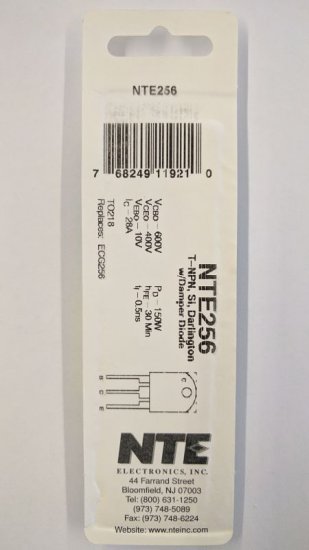 NTE256
7 68249 11921 0
NTE256
T-NPN, Si, Darlington
w/Damper Diode
VCBO - 600V
VCEO - 400V
VEBO - 10V
IC - 28A
PD - 150W
hFE - 30 Min
tf - 0.5ns
TO218
Replaces: ECG256
C
B
C
E
NTE
ELECTRONICS, INC.
44 Farrand Street
Bloomfield, NJ 07003
Tel: (800) 631-1250
(973) 748-5089
Fax: (973) 748-6224
Website: www.nteinc.com